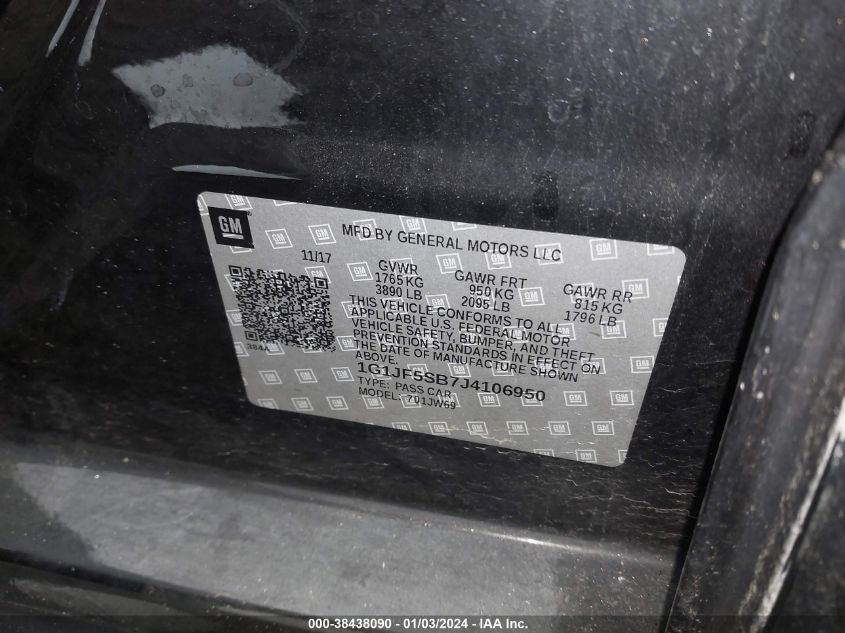 GM
MFD BY GENERAL MOTORS LLC
11/17
GVWR
1765 KG
3890 LB
GAWR FRT
950 KG
2095 LB
GAWR RR
815 KG
1796 LB
THIS VEHICLE CONFORMS TO ALL
APPLICABLE U.S. FEDERAL MOTOR
VEHICLE SAFETY, BUMPER, AND THEFT
PREVENTION STANDARDS IN EFFECT ON
THE DATE OF MANUFACTURE SHOWN
ABOVE.
1G1JF5SB7J4106950
TYPE: PASS CAR
MODEL: 701JW69
000-38438090 - 01/03/2024 - IAAI.com